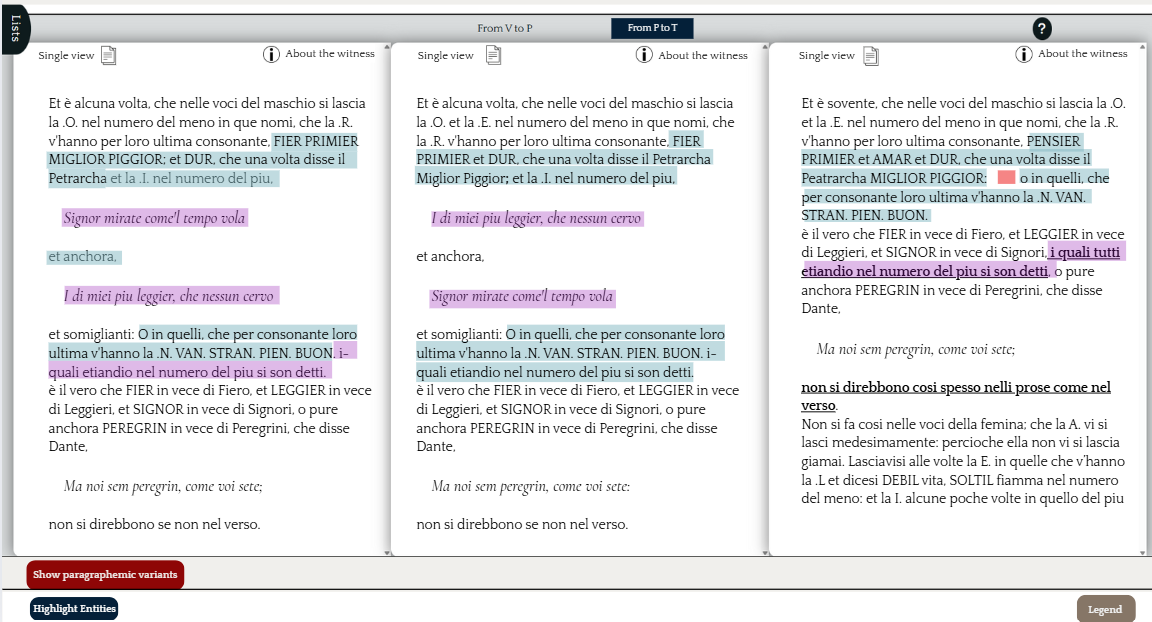 Lists
From V to P
From P to T
?
Single view
About the witness
Et è alcuna volta, che nelle voci del maschio si lascia
la .O. nel numero del meno in que nomi, che la .R.
v'hanno per loro ultima consonante, FIER PRIMIER
MIGLIOR PIGGIOR; et DUR, che una volta disse il
Petrarcha et la .I. nel numero del piu,
Signor mirate come'l tempo vola
et anchora,
I di miei piu leggier, che nessun cervo
et somiglianti: O in quelli, che per consonante loro
ultima v'hanno la .N. VAN. STRAN. PIEN. BUON. i-
quali etiandio nel numero del piu si son detti.
è il vero che FIER in vece di Fiero, et LEGGIER in vece
di Leggieri, et SIGNOR in vece di Signori, o pure
anchora PEREGRIN in vece di Peregrini, che disse
Dante,
Ma noi sem peregrin, come voi sete;
non si direbbono se non nel verso.
Single view
About the witness
Et è alcuna volta, che nelle voci del maschio si lascia
la .O. et la .E. nel numero del meno in que nomi, che
la .R. v'hanno per loro ultima consonante, FIER
PRIMIER et DUR, che una volta disse il Petrarcha
Miglior Piggior; et la .I. nel numero del piu,
I di miei piu leggier, che nessun cervo
et anchora,
Signor mirate come'l tempo vola
et somiglianti: O in quelli, che per consonante loro
ultima v'hanno la .N. VAN. STRAN. PIEN. BUON. i-
quali etiandio nel numero del piu si son detti.
è il vero che FIER in vece di Fiero, et LEGGIER in vece
di Leggieri, et SIGNOR in vece di Signori, o pure
anchora PEREGRIN in vece di Peregrini, che disse
Dante,
Ma noi sem peregrin, come voi sete:
non si direbbono se non nel verso.
Single view
About the witness
Et è sovente, che nelle voci del maschio si lascia la .O.
et la .E. nel numero del meno in que nomi, che la .R.
v'hanno per loro ultima consonante, PENSIER
PRIMIER et AMAR et DUR, che una volta disse il
Peatrarcha MIGLIOR PIGGIOR: o in quelli, che
per consonante loro ultima v'hanno la .N. VAN.
STRAN. PIEN. BUON.
è il vero che FIER in vece di Fiero, et LEGGIER in vece
di Leggieri, et SIGNOR in vece di Signori, i quali tutti
etiandio nel numero del piu si son detti, o pure
anchora PEREGRIN in vece di Peregrini, che disse
Dante,
Ma noi sem peregrin, come voi sete;
non si direbbono cosi spesso nelli prose come nel
verso.
Non si fa cosi nelle voci della femina; che la A. vi si
lasci medesimamente: percioche ella non vi si lascia
giamai. Lasciavisi alle volte la E. in quelle che v'hanno
la .L et dicesi DEBIL vita, SOLTIL fiamma nel numero
del meno: et la I. alcune poche volte in quello del piu
Show paragraphemic variants
Highlight Entities
Legend